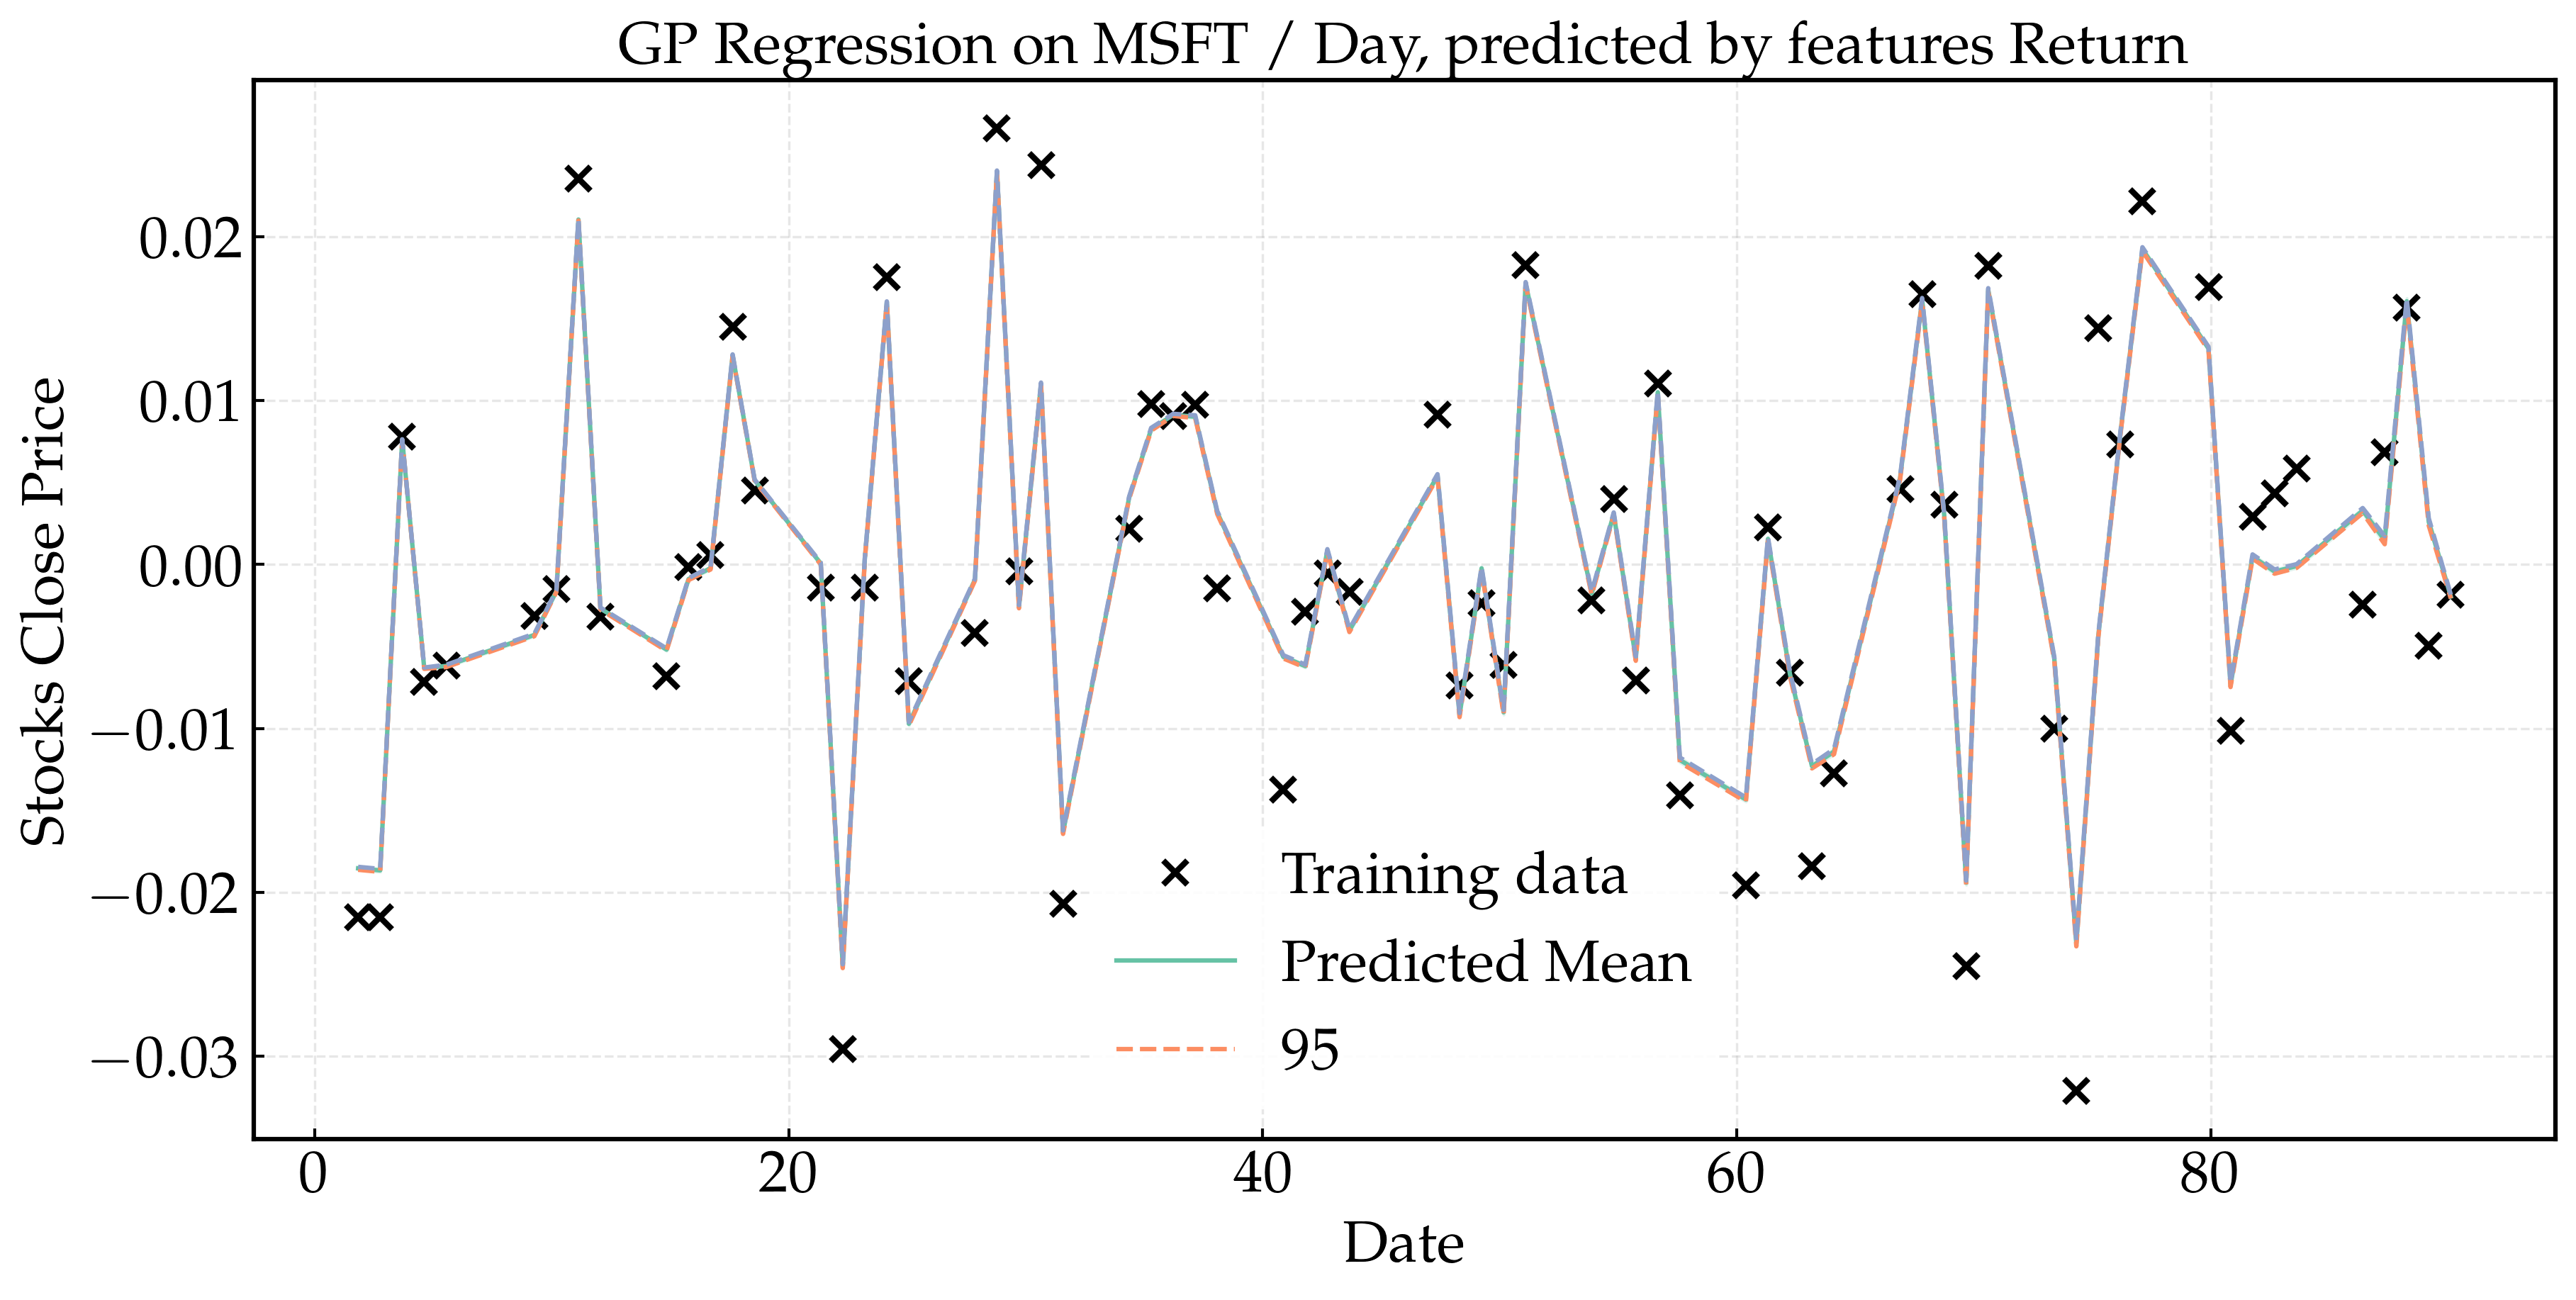 GP Regression on MSFT / Day, predicted by features Return
Stocks Close Price
0.02
0.01
0.00
−0.01
−0.02
−0.03
Training data
Predicted Mean
95
0 20 40 60 80
Date